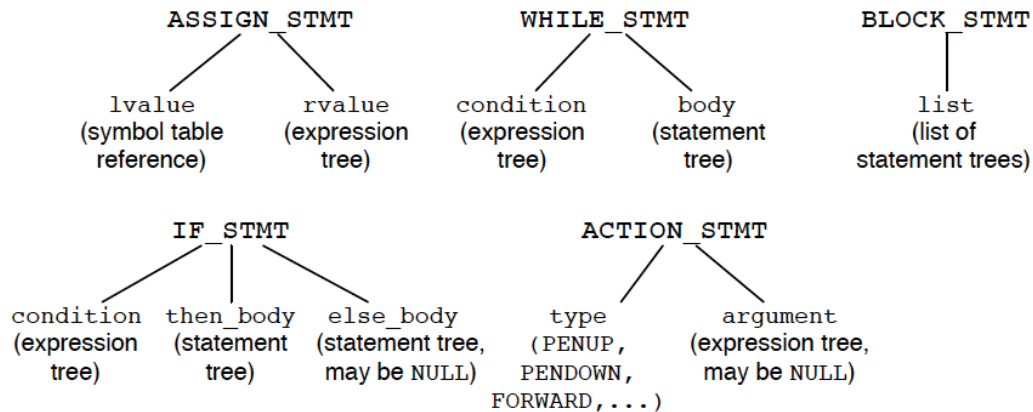 ASSIGN_STMT WHILE_STMT BLOCK_STMT
lvalue rvalue condition body list
(symbol table (expression (expression (statement (list of
reference) tree) tree) tree) statement trees)
IF_STMT ACTION_STMT
condition then_body else_body type argument
(expression (statement (statement tree, (PENUP, (expression tree,
tree) tree) may be NULL) PENDOWN, may be NULL)
FORWARD,...)